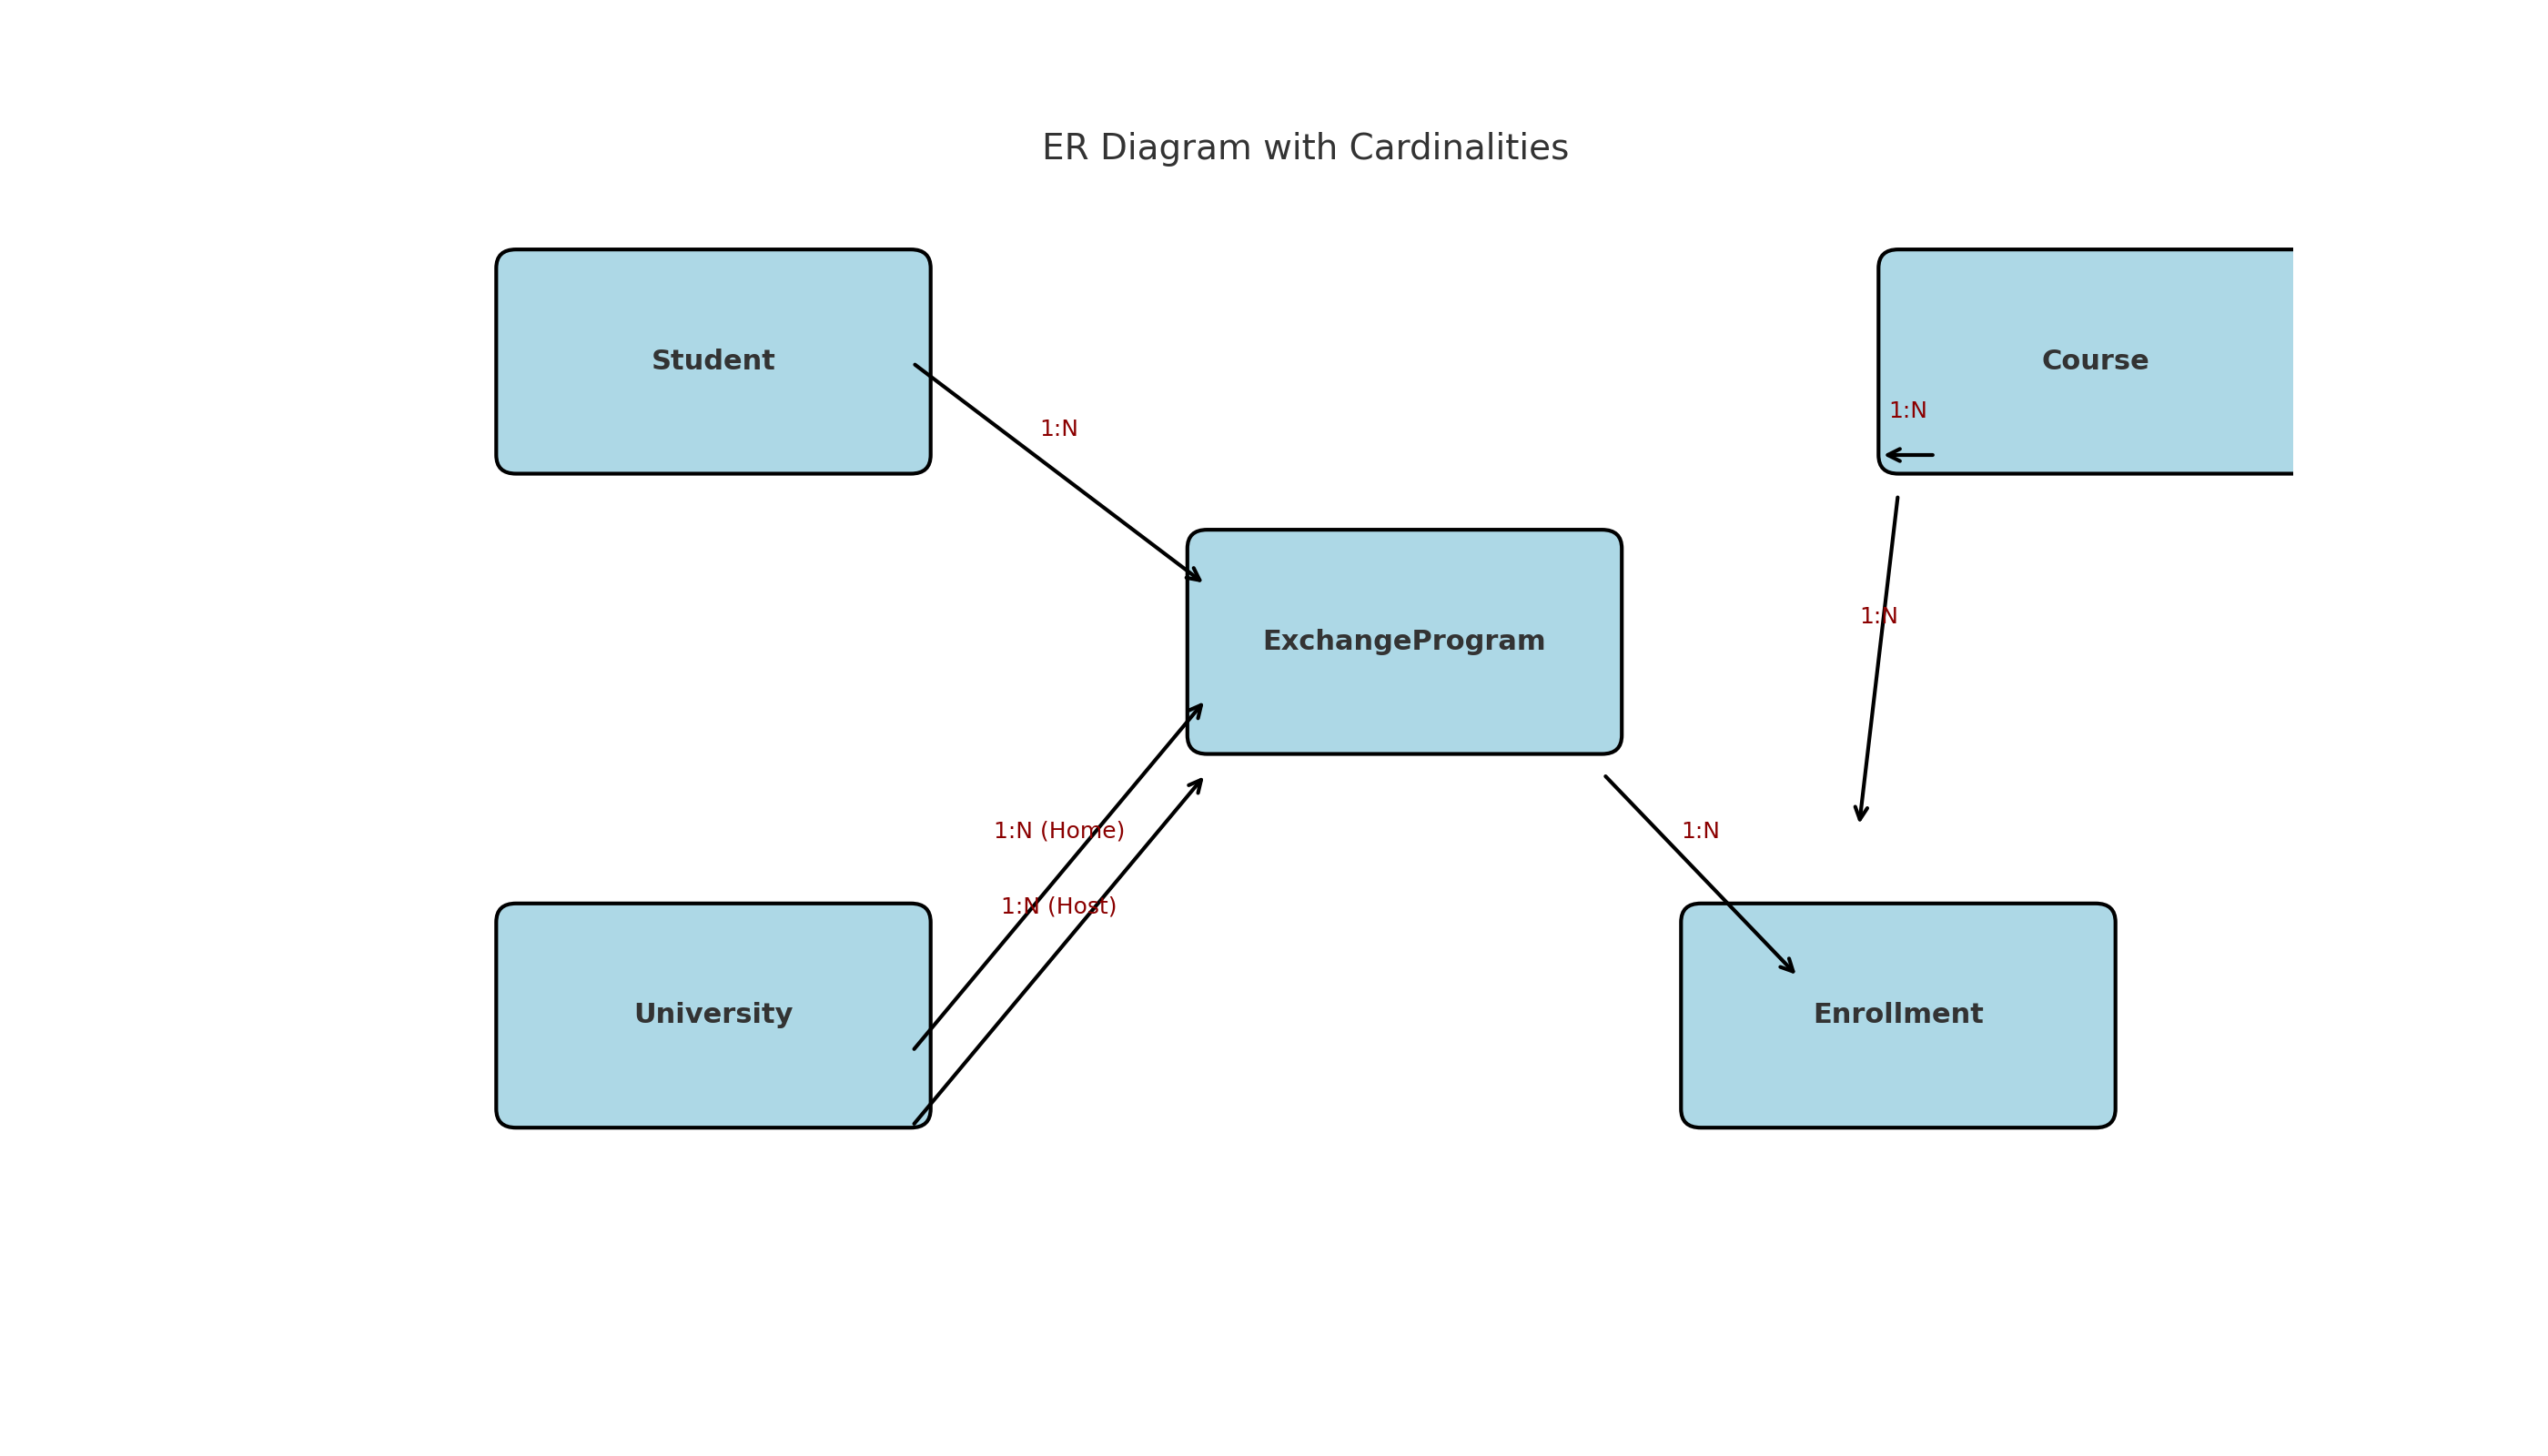 ER Diagram with Cardinalities
Student
Course
1:N
1:N
1:N
ExchangeProgram
1:N (Home)
1:N
1:N (Host)
University
Enrollment